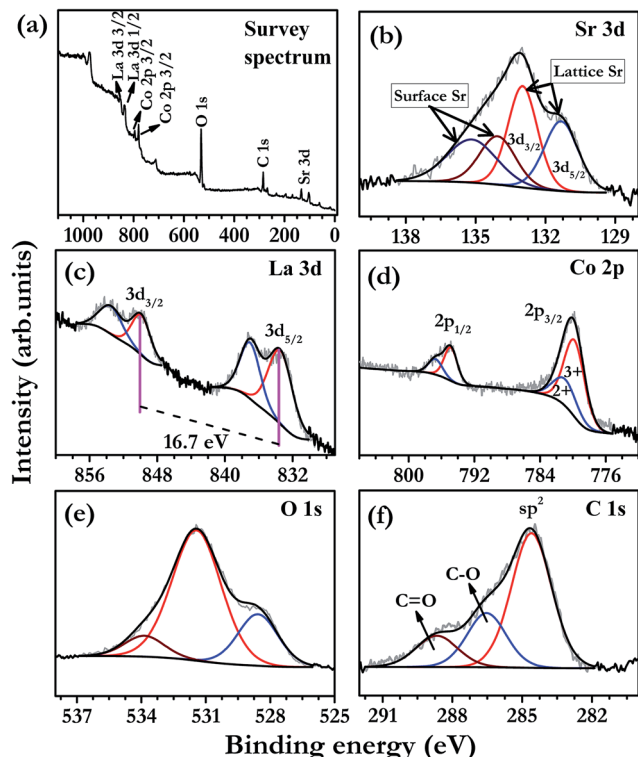 (a)
Survey
spectrum
La 3d 3/2
La 3d 1/2
Co 2p 3/2
Co 2p 3/2
O 1s
C 1s
Sr 3d
1000 800 600 400 200 0
(b)
Sr 3d
Lattice Sr
Surface Sr
3d3/2
3d5/2
138 135 132 129
(c)
La 3d
3d3/2
3d5/2
16.7 eV
856 848 840 832
(d)
Co 2p
2p1/2
2p3/2
3+
2+
800 792 784 776
(e)
O 1s
537 534 531 528 525
(f)
C 1s
sp2
C-O
C=O
291 288 285 282
Intensity (arb.units)
Binding energy (eV)